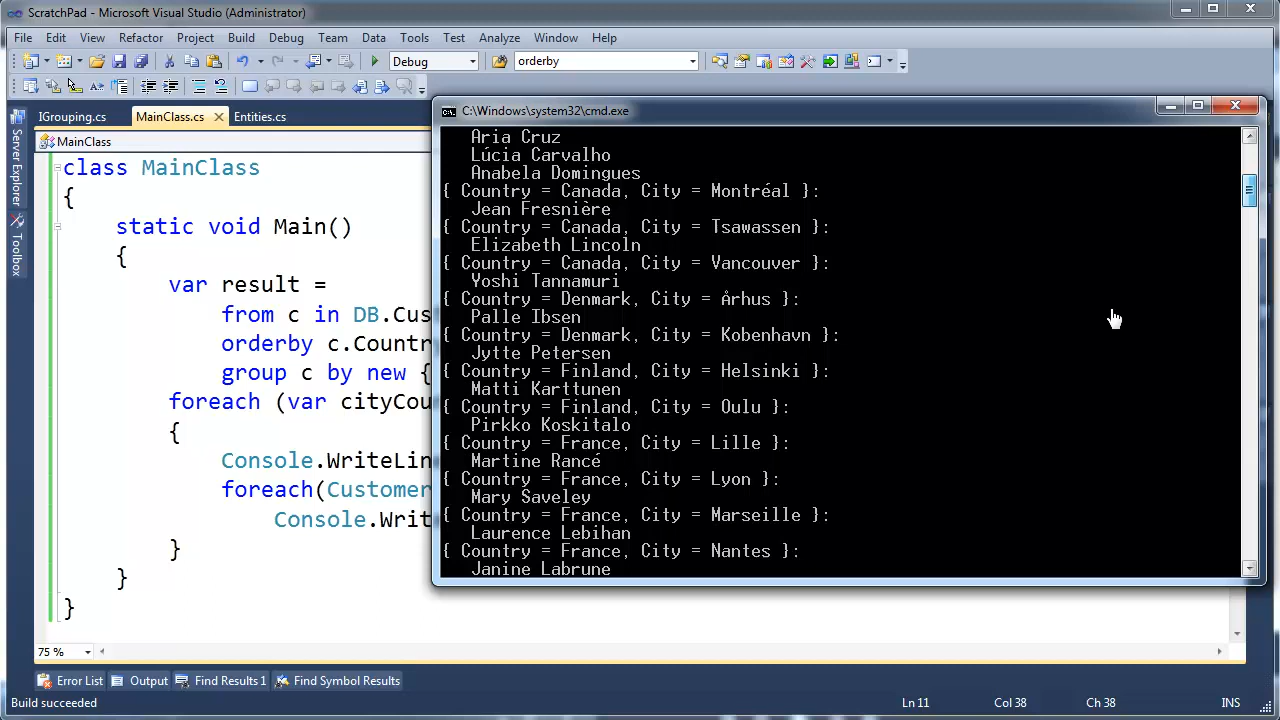 ScratchPad - Microsoft Visual Studio (Administrator)
File Edit View Refactor Project Build Debug Team Data Tools Test Analyze Window Help
Debug orderby
IGrouping.cs MainClass.cs Entities.cs
MainClass
Server Explorer
Toolbox
class MainClass
{
static void Main()
{
var result =
from c in DB.Cus
orderby c.Countr
group c by new {
foreach (var cityCou
{
Console.WriteLin
foreach(Customer
Console.Writ
}
}
}
C:\Windows\system32\cmd.exe
Aria Cruz
Lúcia Carvalho
Anabela Domingues
{ Country = Canada, City = Montréal }:
Jean Fresnière
{ Country = Canada, City = Tsawassen }:
Elizabeth Lincoln
{ Country = Canada, City = Vancouver }:
Yoshi Tannamuri
{ Country = Denmark, City = Århus }:
Palle Ibsen
{ Country = Denmark, City = Kobenhavn }:
Jytte Petersen
{ Country = Finland, City = Helsinki }:
Matti Karttunen
{ Country = Finland, City = Oulu }:
Pirkko Koskitalo
{ Country = France, City = Lille }:
Martine Rancé
{ Country = France, City = Lyon }:
Mary Saveley
{ Country = France, City = Marseille }:
Laurence Lebihan
{ Country = France, City = Nantes }:
Janine Labrune
75 %
Error List Output Find Results 1 Find Symbol Results
Build succeeded Ln 11 Col 38 Ch 38 INS